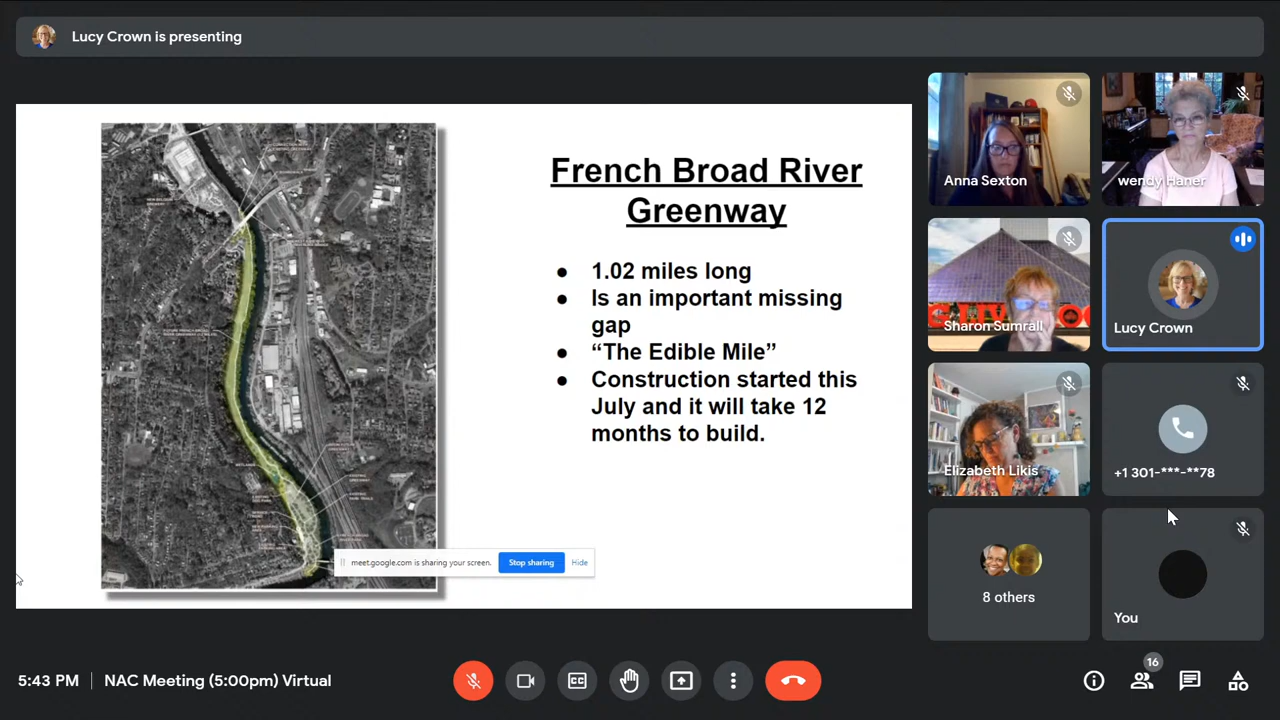 Lucy Crown is presenting
French Broad River
Greenway
● 1.02 miles long
● Is an important missing
gap
● “The Edible Mile”
● Construction started this
July and it will take 12
months to build.
meet.google.com is sharing your screen.
Stop sharing
Hide
Anna Sexton
wendy Haner
Sharon Sumrall
Lucy Crown
Elizabeth Likis
+1 301-***-**78
8 others
You
5:43 PM | NAC Meeting (5:00pm) Virtual
16